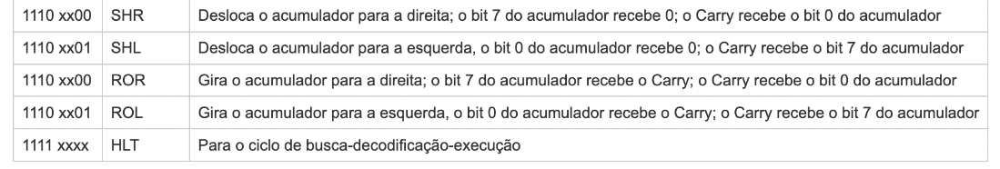 1110 xx00 SHR Desloca o acumulador para a direita; o bit 7 do acumulador recebe 0; o Carry recebe o bit 0 do acumulador
1110 xx01 SHL Desloca o acumulador para a esquerda, o bit 0 do acumulador recebe 0; o Carry recebe o bit 7 do acumulador
1110 xx00 ROR Gira o acumulador para a direita; o bit 7 do acumulador recebe o Carry; o Carry recebe o bit 0 do acumulador
1110 xx01 ROL Gira o acumulador para a esquerda, o bit 0 do acumulador recebe o Carry; o Carry recebe o bit 7 do acumulador
1111 xxxx HLT Para o ciclo de busca-decodificação-execução